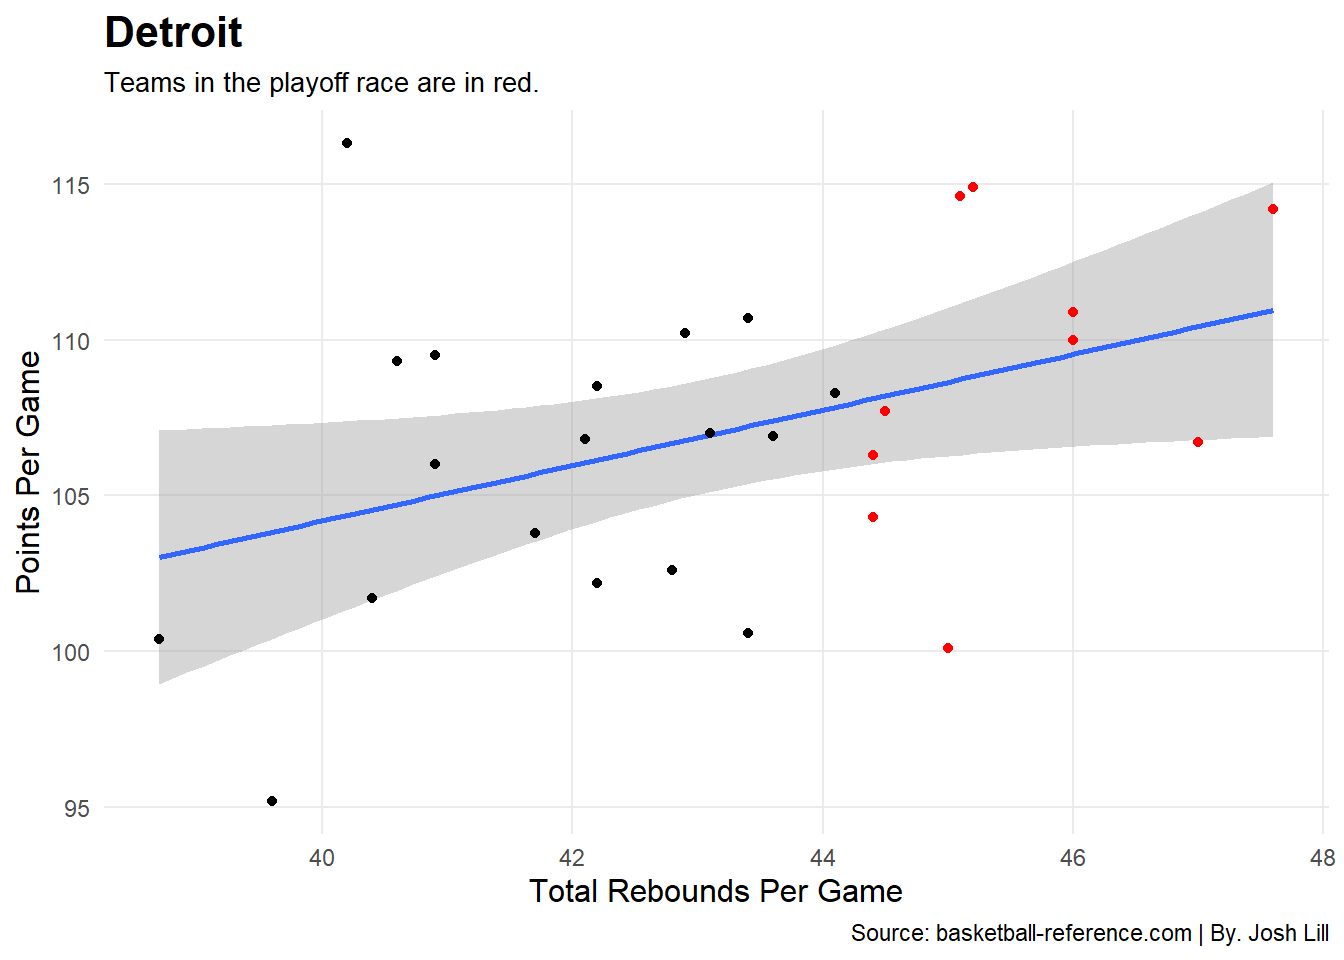 Detroit
Teams in the playoff race are in red.
115
110
105
100
95
Points Per Game
40 42 44 46 48
Total Rebounds Per Game
Source: basketball-reference.com | By. Josh Lill